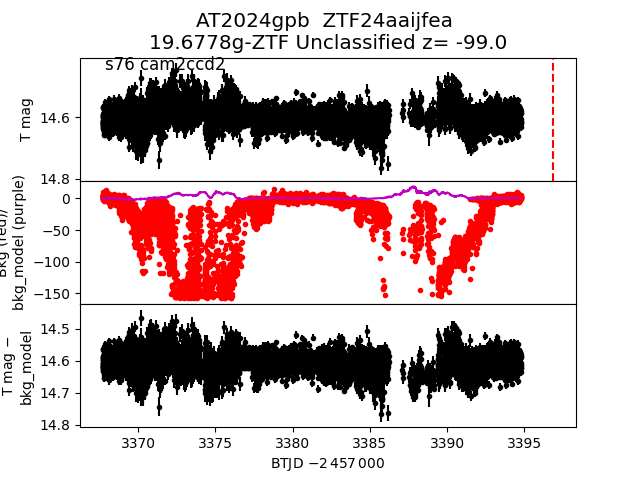 AT2024gpb  ZTF24aaijfea
19.6778g-ZTF Unclassified z= -99.0
s76 cam2ccd2
T mag
14.6
14.8
Bkg (red)/
bkg_model (purple)
0
−50
−100
−150
T mag −
bkg_model
14.5
14.6
14.7
14.8
3370
3375
3380
3385
3390
3395
BTJD −2 457 000